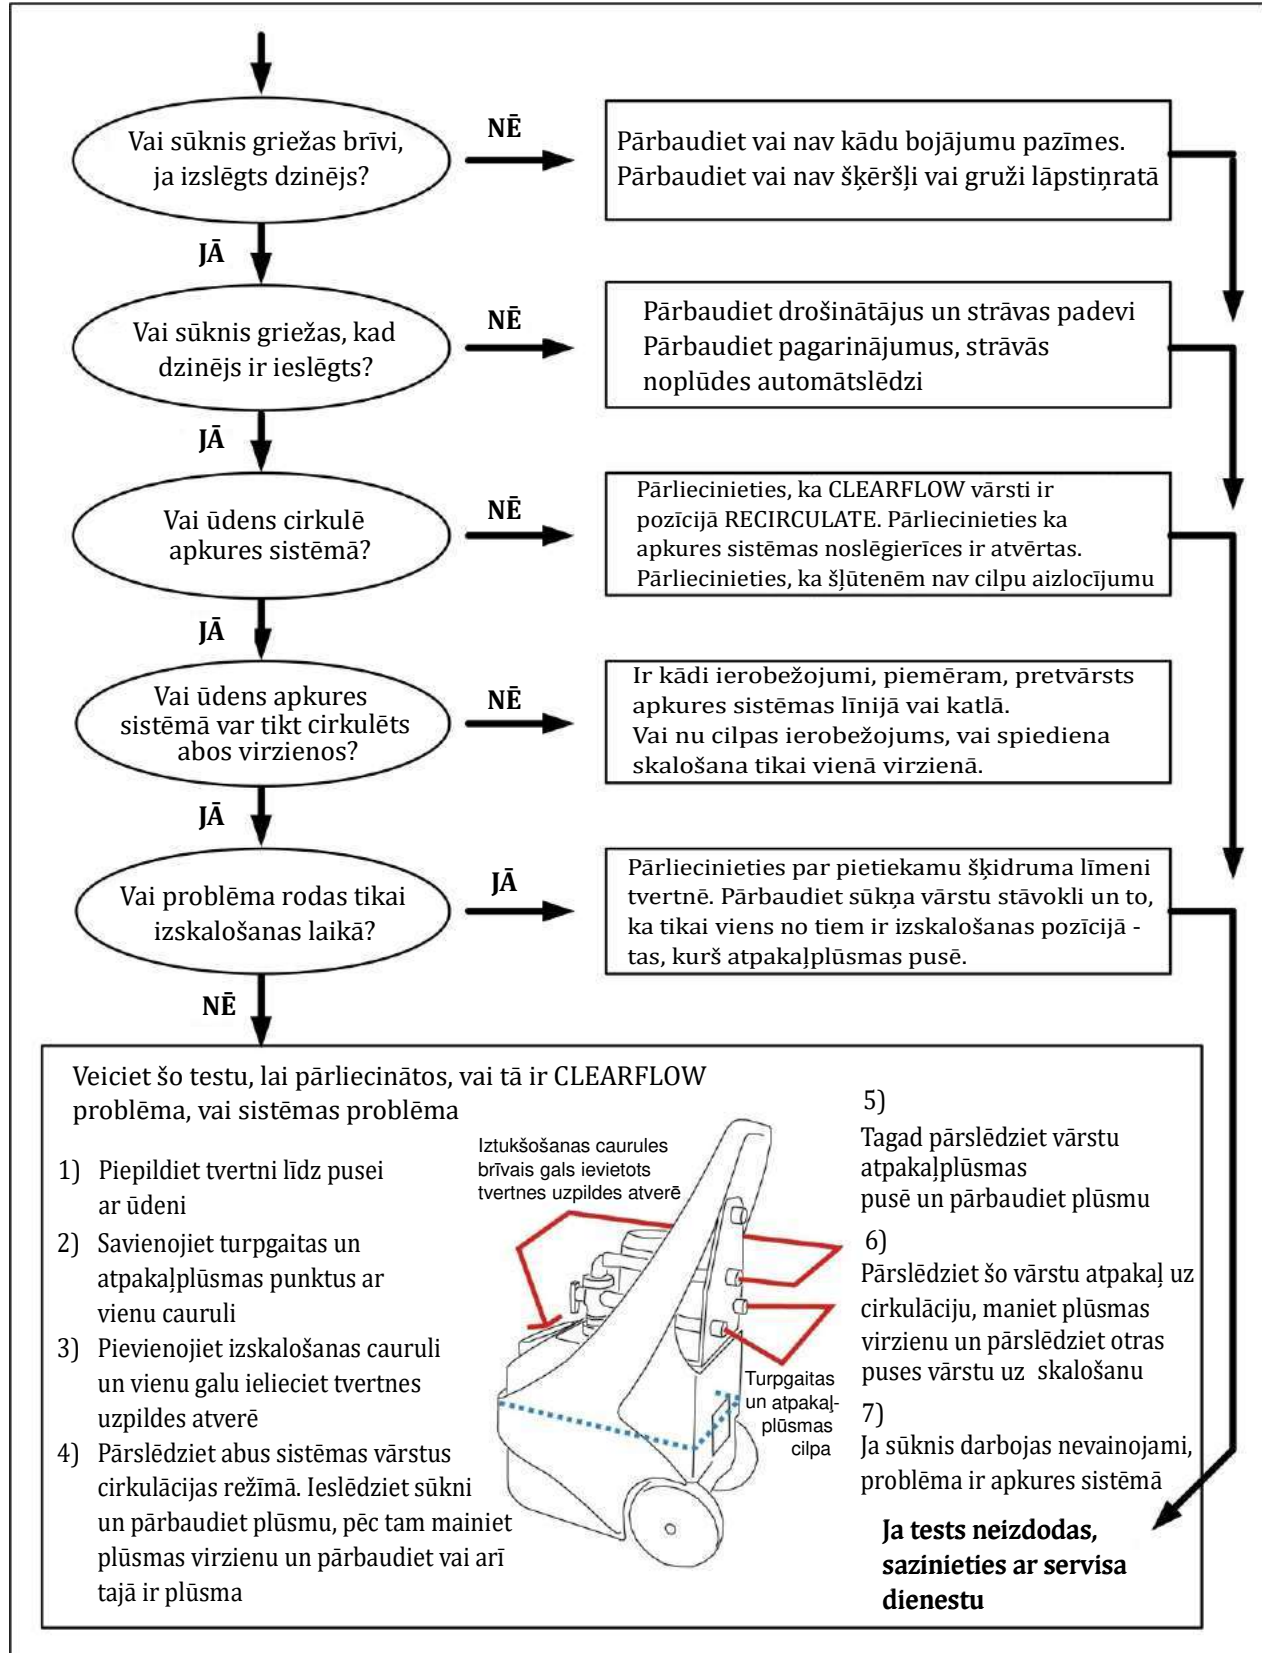 Vai sūknis griežas brīvi,
ja izslēgts dzinējs?
NĒ
Pārbaudiet vai nav kādu bojājumu pazīmes.
Pārbaudiet vai nav šķēršļi vai gruži lāpstiņratā
JĀ
Vai sūknis griežas, kad
dzinējs ir ieslēgts?
NĒ
Pārbaudiet drošinātājus un strāvas padevi
Pārbaudiet pagarinājumus, strāvās
noplūdes automātslēdzi
JĀ
Vai ūdens cirkulē
apkures sistēmā?
NĒ
Pārliecinieties, ka CLEARFLOW vārsti ir
pozīcijā RECIRCULATE. Pārliecinieties ka
apkures sistēmas noslēgierīces ir atvērtas.
Pārliecinieties, ka šļūtenēm nav cilpu aizlocījumu
JĀ
Vai ūdens apkures
sistēmā var tikt cirkulēts
abos virzienos?
NĒ
Ir kādi ierobežojumi, piemēram, pretvārsts
apkures sistēmas līnijā vai katlā.
Vai nu cilpas ierobežojums, vai spiediena
skalošana tikai vienā virzienā.
JĀ
Vai problēma rodas tikai
izskalošanas laikā?
JĀ
Pārliecinieties par pietiekamu šķidruma līmeni
tvertnē. Pārbaudiet sūkņa vārstu stāvokli un to,
ka tikai viens no tiem ir izskalošanas pozīcijā -
tas, kurš atpakaļplūsmas pusē.
NĒ
Veiciet šo testu, lai pārliecinātos, vai tā ir CLEARFLOW
problēma, vai sistēmas problēma
1) Piepildiet tvertni līdz pusei
ar ūdeni
2) Savienojiet turpgaitas un
atpakaļplūsmas punktus ar
vienu cauruli
3) Pievienojiet izskalošanas cauruli
un vienu galu ielieciet tvertnes
uzpildes atverē
4) Pārslēdziet abus sistēmas vārstus
cirkulācijas režīmā. Ieslēdziet sūkni
un pārbaudiet plūsmu, pēc tam mainiet
plūsmas virzienu un pārbaudiet vai arī
tajā ir plūsma
Iztukšošanas caurules
brīvais gals ievietots
tvertnes uzpildes atverē
Turpgaitas
un atpakaļ-
plūsmas
cilpa
5)
Tagad pārslēdziet vārstu
atpakaļplūsmas
pusē un pārbaudiet plūsmu
6)
Pārslēdziet šo vārstu atpakaļ uz
cirkulāciju, maniet plūsmas
virzienu un pārslēdziet otras
puses vārstu uz skalošanu
7)
Ja sūknis darbojas nevainojami,
problēma ir apkures sistēmā
Ja tests neizdodas,
sazinieties ar servisa
dienestu